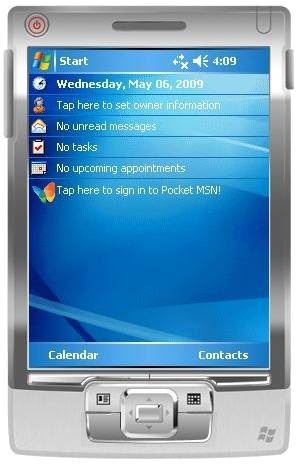 Start 4:09
Wednesday, May 06, 2009
Tap here to set owner information
No unread messages
No tasks
No upcoming appointments
Tap here to sign in to Pocket MSN!
Calendar Contacts